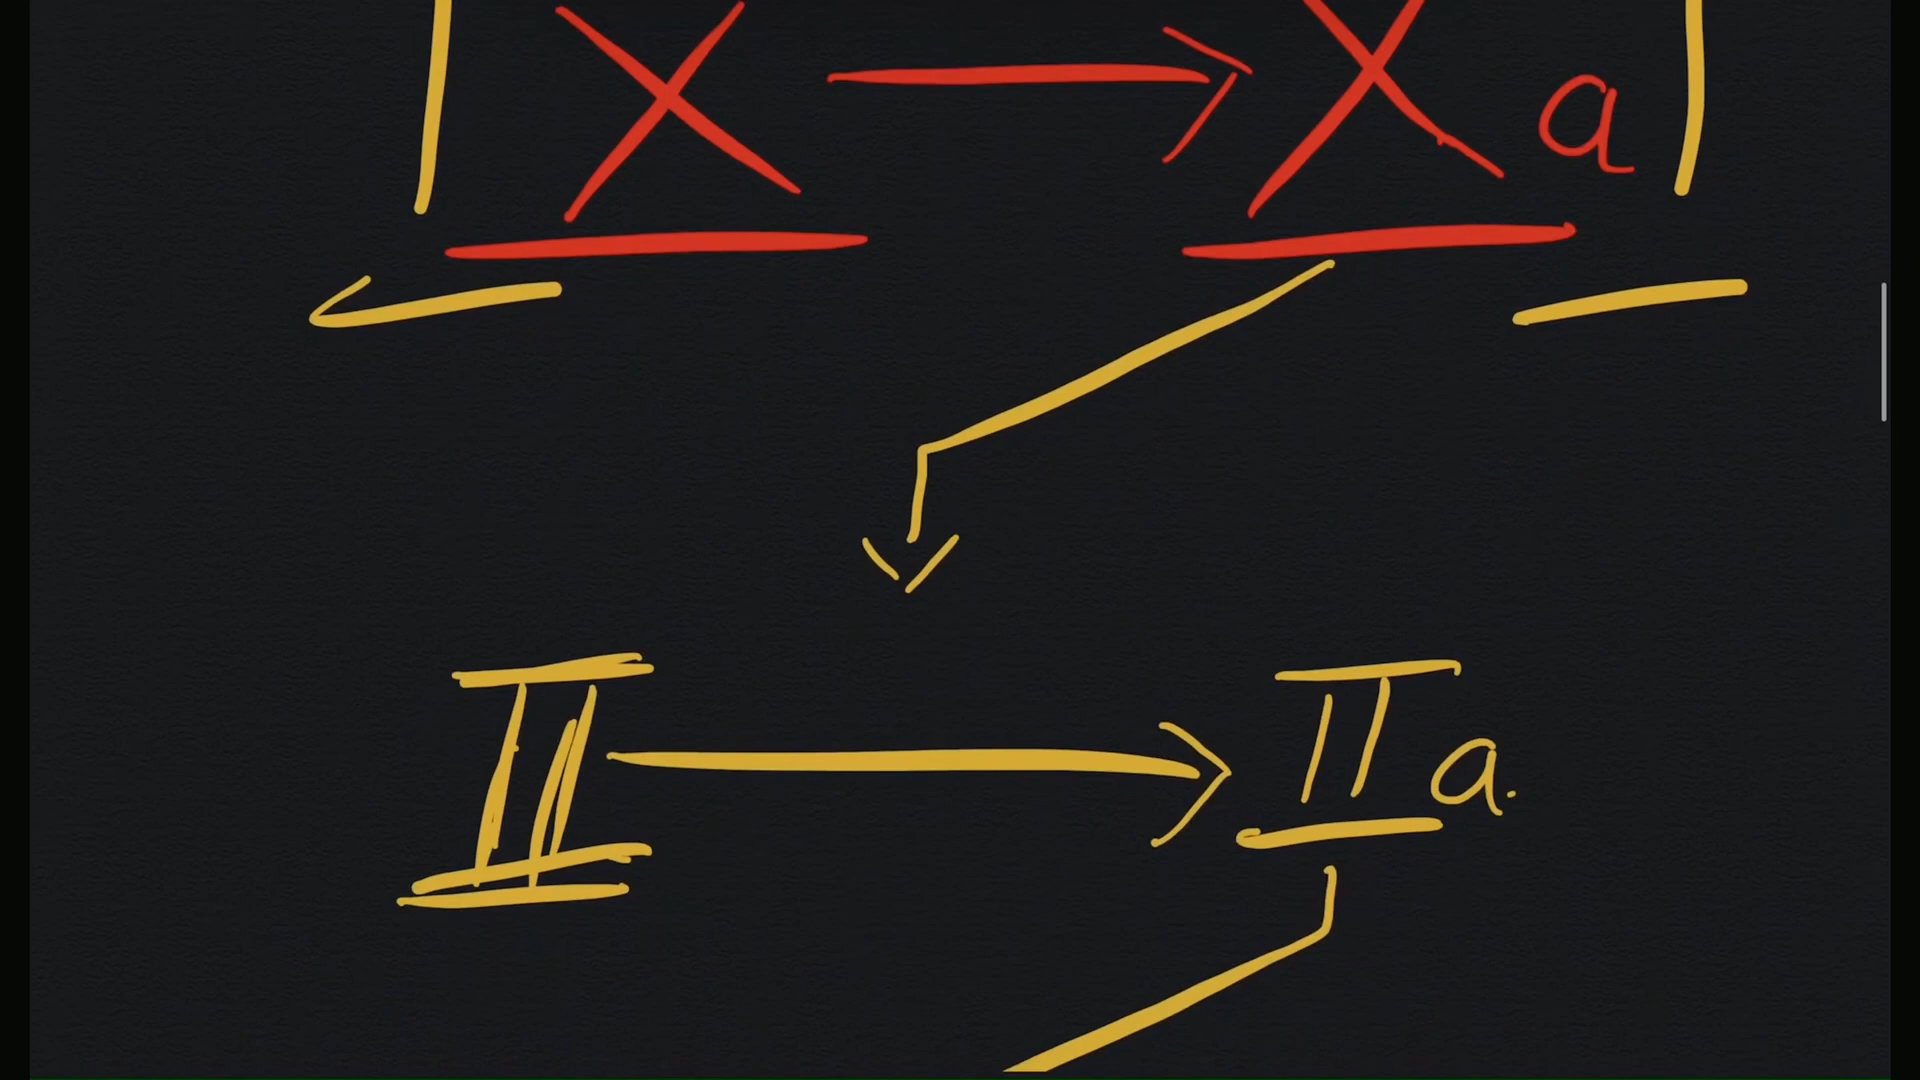 X → Xa
II → IIa.